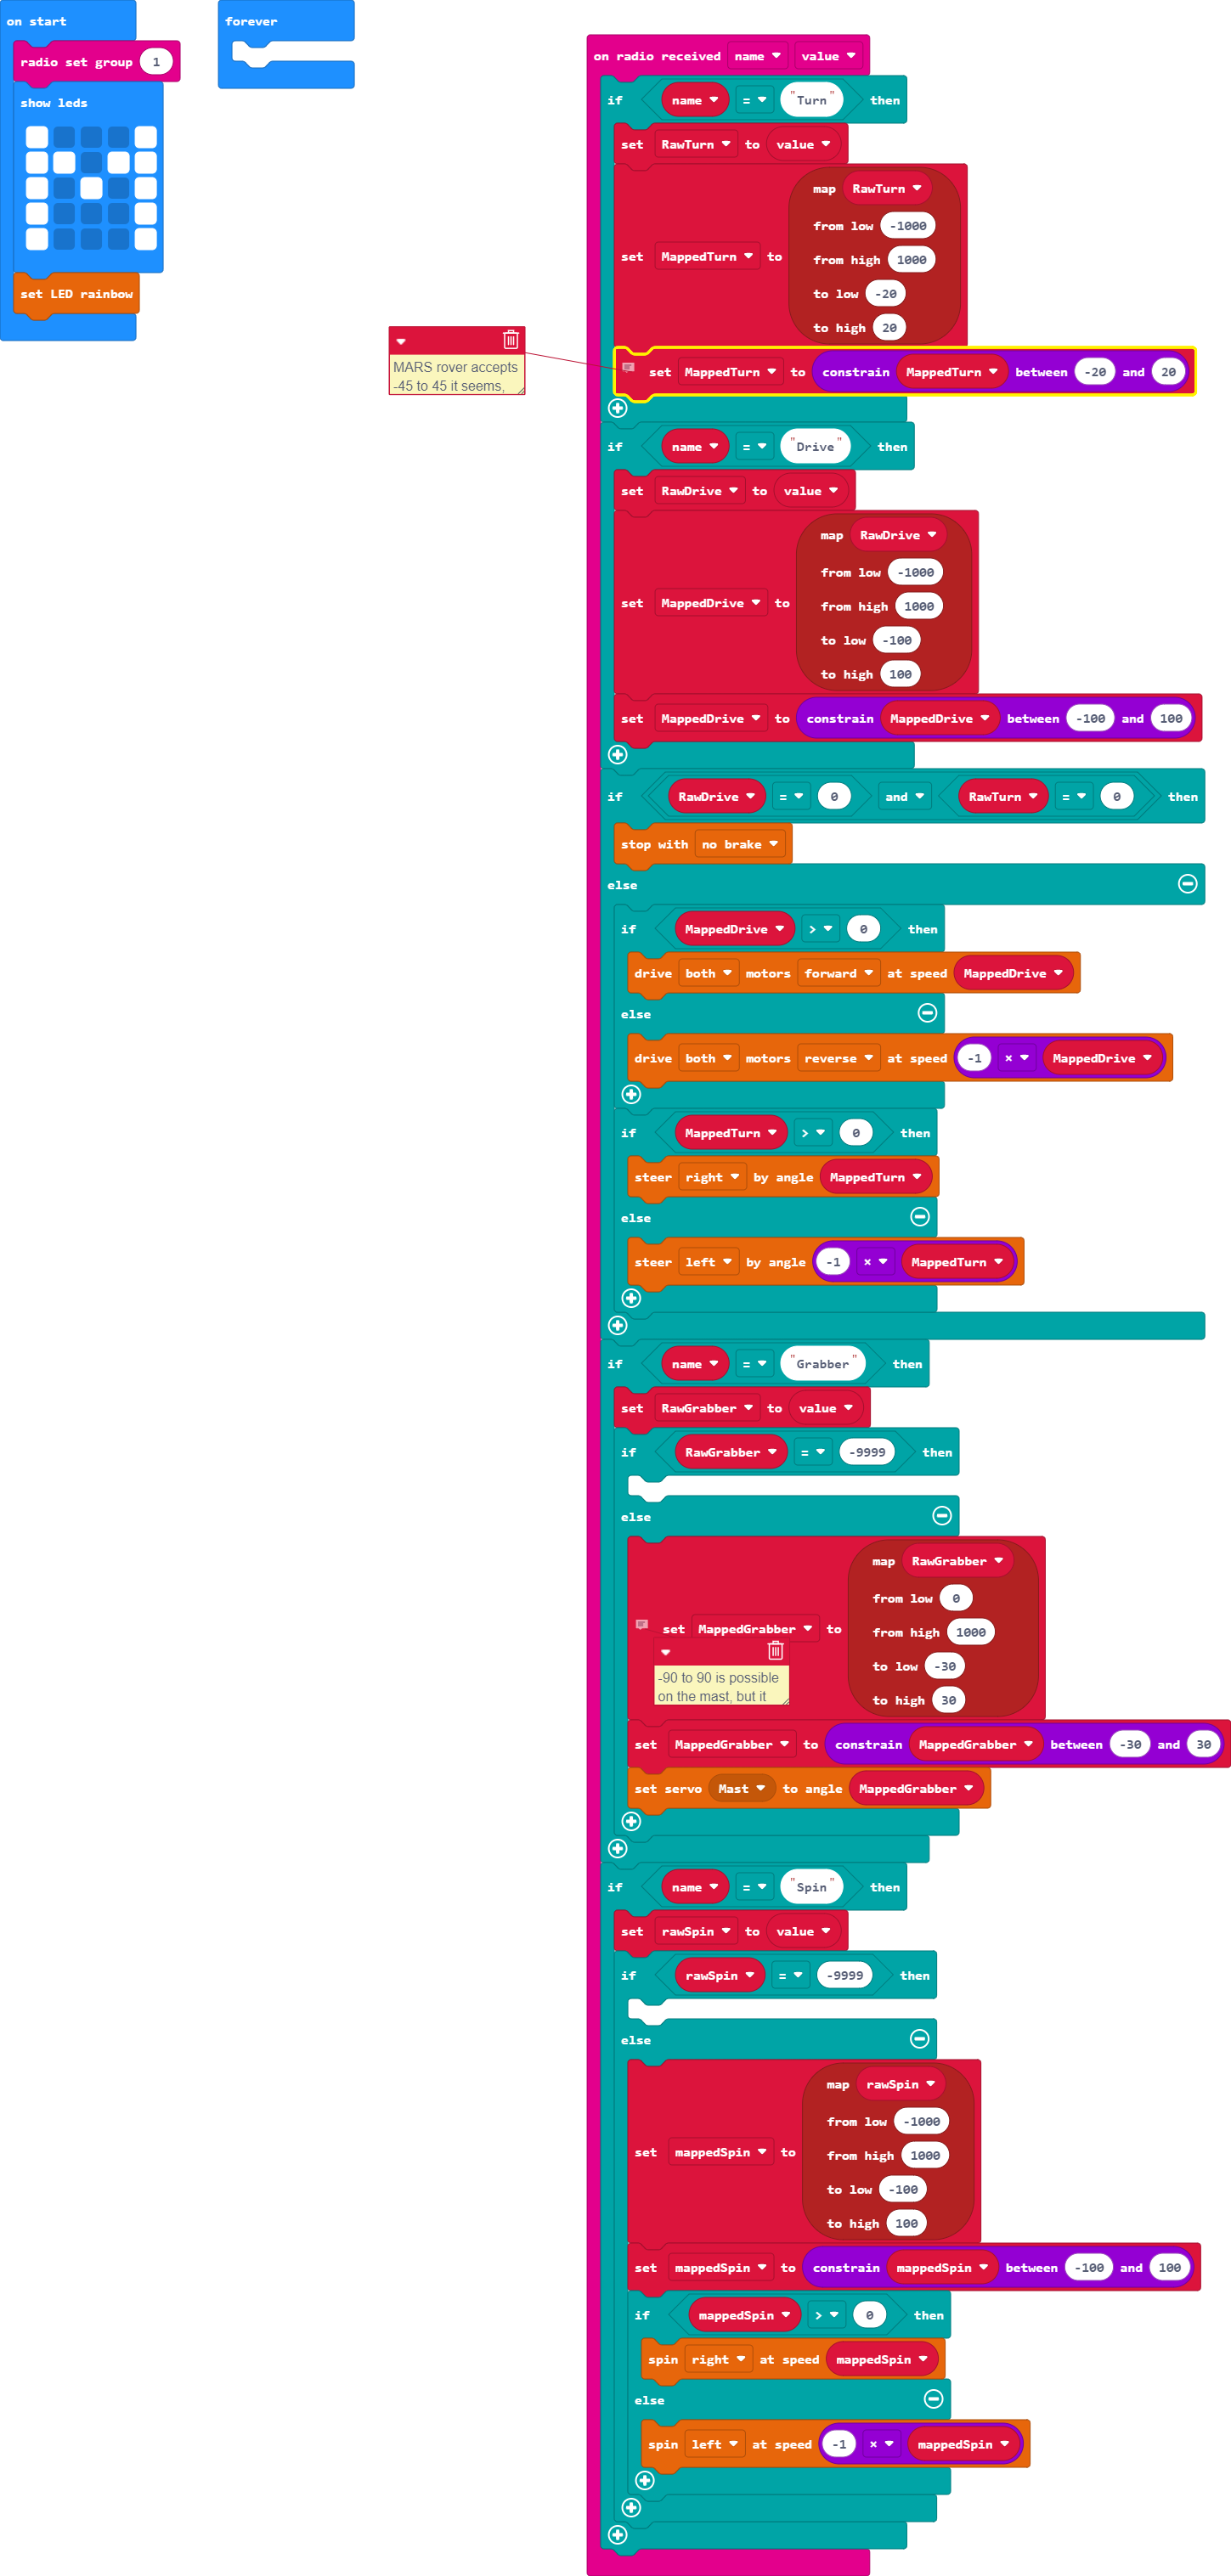 on start
radio set group 1
show leds
set LED rainbow
forever
on radio received name value
if name = "Turn" then
set RawTurn to value
set MappedTurn to map RawTurn
from low -1000
from high 1000
to low -20
to high 20
MARS rover accepts
-45 to 45 it seems,
set MappedTurn to constrain MappedTurn between -20 and 20
if name = "Drive" then
set RawDrive to value
set MappedDrive to map RawDrive
from low -1000
from high 1000
to low -100
to high 100
set MappedDrive to constrain MappedDrive between -100 and 100
if RawDrive = 0 and RawTurn = 0 then
stop with no brake
else
if MappedDrive > 0 then
drive both motors forward at speed MappedDrive
else
drive both motors reverse at speed -1 × MappedDrive
if MappedTurn > 0 then
steer right by angle MappedTurn
else
steer left by angle -1 × MappedTurn
if name = "Grabber" then
set RawGrabber to value
if RawGrabber = -9999 then
else
set MappedGrabber to map RawGrabber
from low 0
from high 1000
to low -30
to high 30
-90 to 90 is possible
on the mast, but it
set MappedGrabber to constrain MappedGrabber between -30 and 30
set servo Mast to angle MappedGrabber
if name = "Spin" then
set rawSpin to value
if rawSpin = -9999 then
else
set mappedSpin to map rawSpin
from low -1000
from high 1000
to low -100
to high 100
set mappedSpin to constrain mappedSpin between -100 and 100
if mappedSpin > 0 then
spin right at speed mappedSpin
else
spin left at speed -1 × mappedSpin